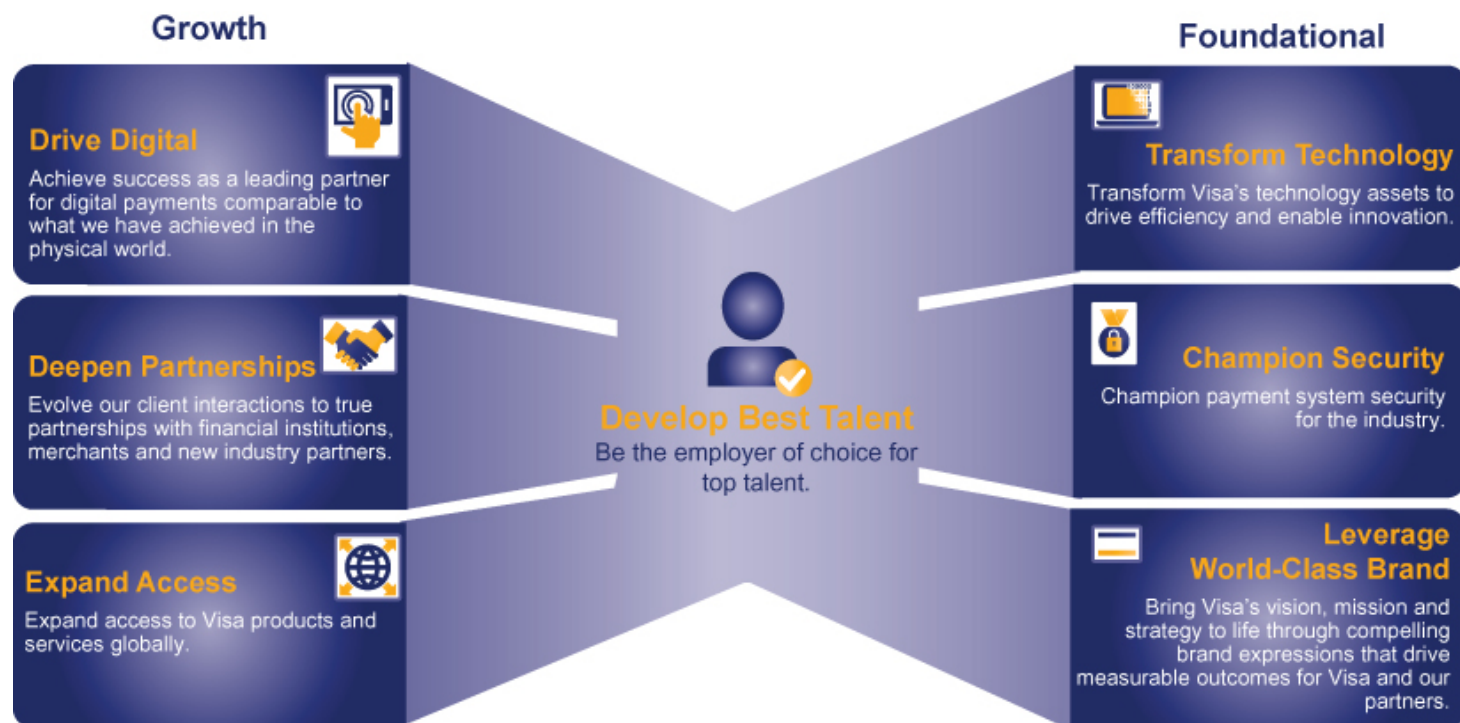 Growth
Drive Digital
Achieve success as a leading partner
for digital payments comparable to
what we have achieved in the
physical world.
Deepen Partnerships
Evolve our client interactions to true
partnerships with financial institutions,
merchants and new industry partners.
Expand Access
Expand access to Visa products and
services globally.
Develop Best Talent
Be the employer of choice for
top talent.
Foundational
Transform Technology
Transform Visa’s technology assets to
drive efficiency and enable innovation.
Champion Security
Champion payment system security
for the industry.
Leverage
World-Class Brand
Bring Visa’s vision, mission and
strategy to life through compelling
brand expressions that drive
measurable outcomes for Visa and our
partners.